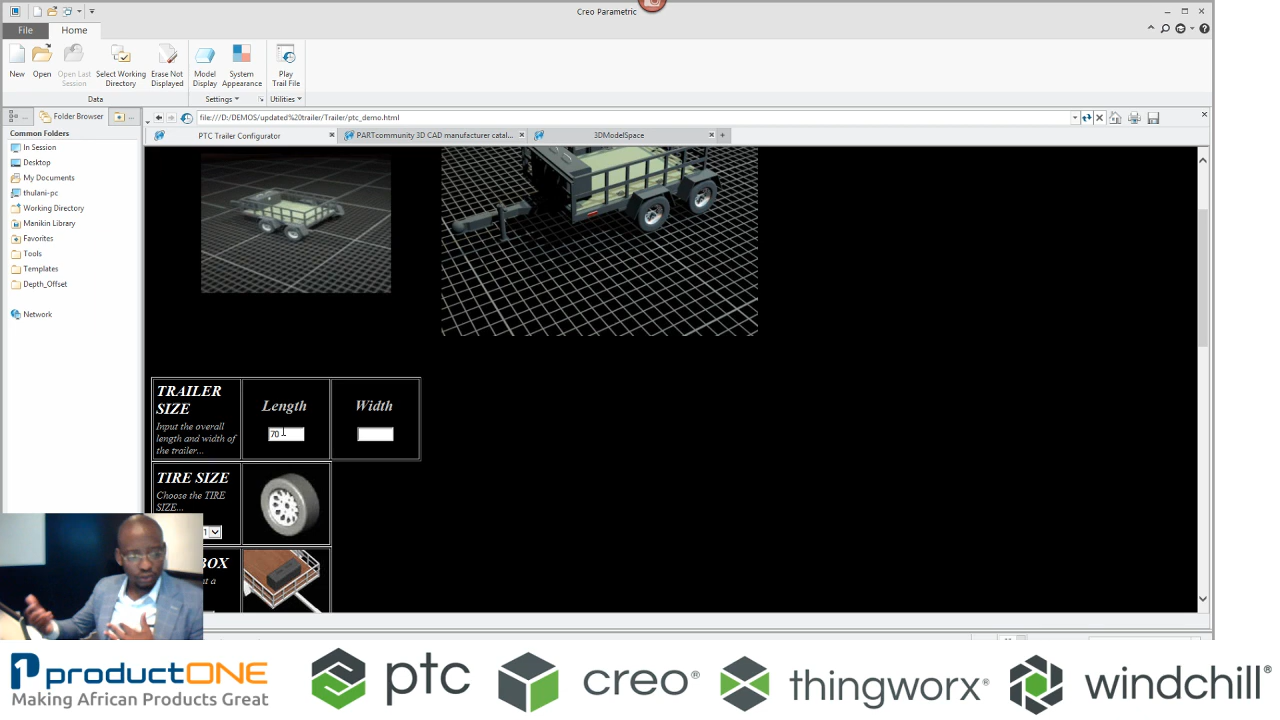 Creo Parametric
File
Home
New
Open
Open Last
Session
Select Working
Directory
Erase Not
Displayed
Model
Display
System
Appearance
Play
Trail File
Data
Settings
Utilities
...
Folder Browser
...
file:///D:/DEMOS/updated%20trailer/Trailer/ptc_demo.html
PTC Trailer Configurator
PARTcommunity 3D CAD manufacturer catal...
3DModelSpace
Common Folders
In Session
Desktop
My Documents
thulani-pc
Working Directory
Manikin Library
Favorites
Tools
Templates
Depth_Offset
Network
TRAILER
SIZE
Input the overall
length and width of
the trailer...
Length
70
Width
TIRE SIZE
Choose the TIRE
SIZE...
1
BOX
productONE
Making African Products Great
ptc
creo®
thingworx®
windchill®